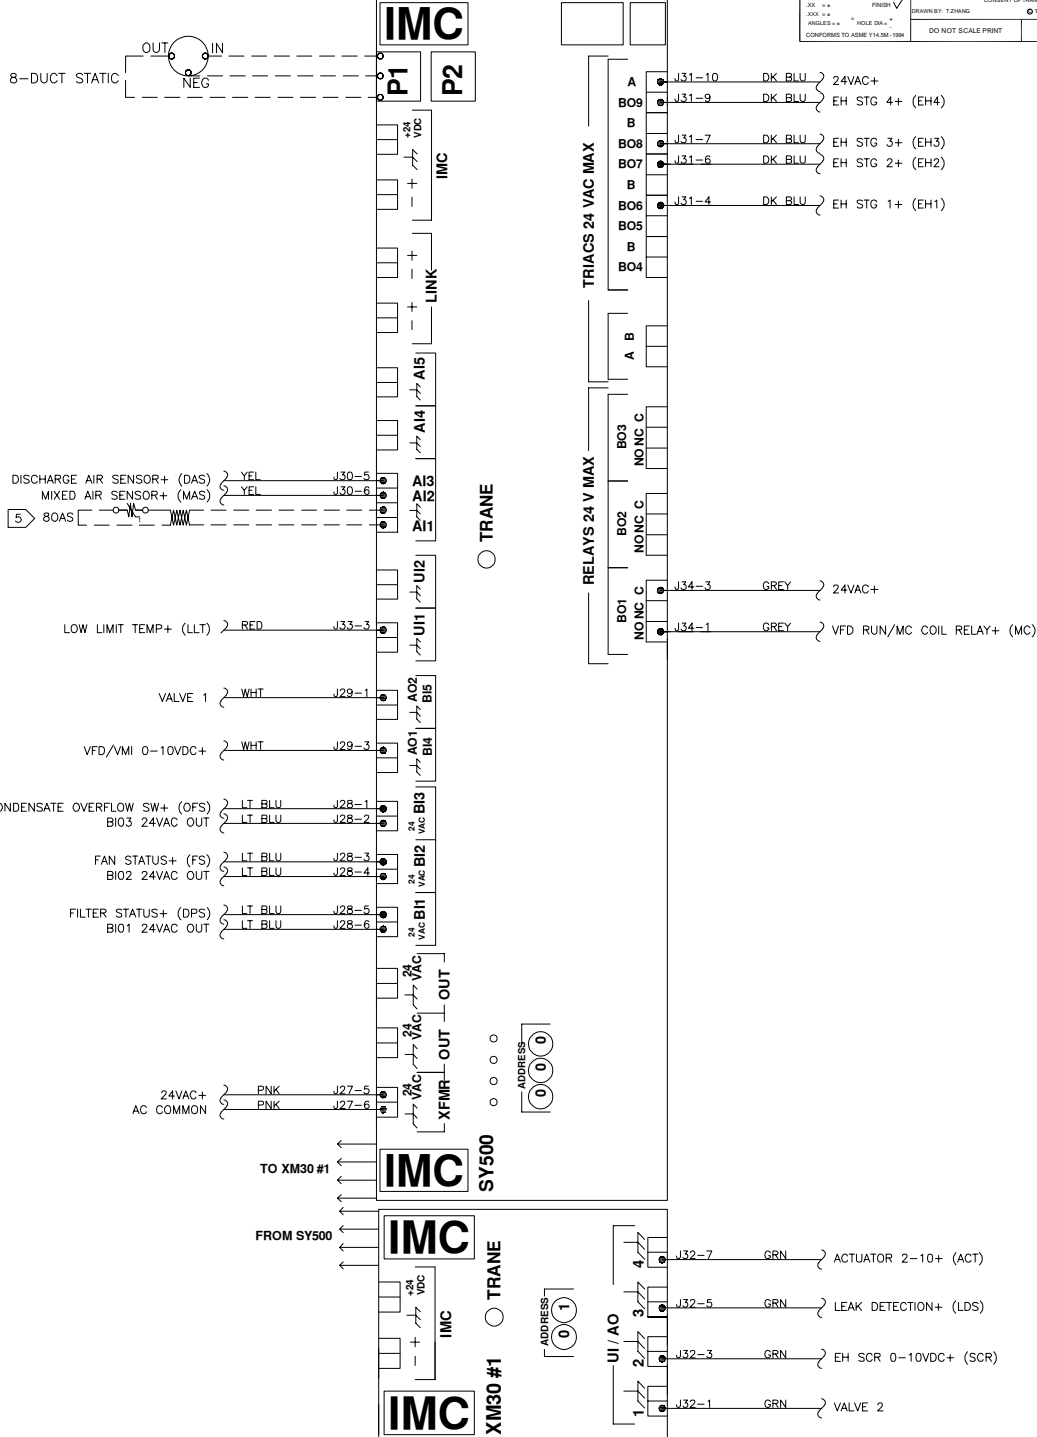 .XX = ±
.XXX = ±
ANGLES = ±
° HOLE DIA =
+
-
FINISH
CONFORMS TO ASME Y14.5M-1994
DRAWN BY: T.ZHANG
DO NOT SCALE PRINT
IMC
P1
P2
OUT
IN
NEG
8-DUCT STATIC
+24 VDC
- +
IMC
- +
- +
LINK
AI5
AI4
DISCHARGE AIR SENSOR+ (DAS) YEL J30-5 AI3
MIXED AIR SENSOR+ (MAS) YEL J30-6 AI2
5 80AS AI1
TRANE
UI2
LOW LIMIT TEMP+ (LLT) RED J33-3 UI1
VALVE 1 WHT J29-1 AO2 BI5
VFD/VMI 0-10VDC+ WHT J29-3 AO1 BI4
ONDENSATE OVERFLOW SW+ (OFS) LT BLU J28-1 BI3
BI03 24VAC OUT LT BLU J28-2 24 VAC
FAN STATUS+ (FS) LT BLU J28-3 BI2
BI02 24VAC OUT LT BLU J28-4 24 VAC
FILTER STATUS+ (DPS) LT BLU J28-5 BI1
BI01 24VAC OUT LT BLU J28-6 24 VAC
24 VAC OUT
24 VAC OUT
24VAC+ PNK J27-5 24 VAC
AC COMMON PNK J27-6 XFMR
ADDRESS
0 0 0
TO XM30 #1
IMC
SY500
TRIACS 24 VAC MAX
A J31-10 DK BLU 24VAC+
BO9 J31-9 DK BLU EH STG 4+ (EH4)
B
BO8 J31-7 DK BLU EH STG 3+ (EH3)
BO7 J31-6 DK BLU EH STG 2+ (EH2)
B
BO6 J31-4 DK BLU EH STG 1+ (EH1)
BO5
B
BO4
A B
RELAYS 24 V MAX
BO3
NO NC C
BO2
NO NC C
BO1
NO NC C
J34-3 GREY 24VAC+
J34-1 GREY VFD RUN/MC COIL RELAY+ (MC)
FROM SY500
IMC
+24 VDC
- +
IMC
TRANE
ADDRESS
0 1
IMC
XM30 #1
UI / AO
4 J32-7 GRN ACTUATOR 2-10+ (ACT)
3 J32-5 GRN LEAK DETECTION+ (LDS)
2 J32-3 GRN EH SCR 0-10VDC+ (SCR)
1 J32-1 GRN VALVE 2